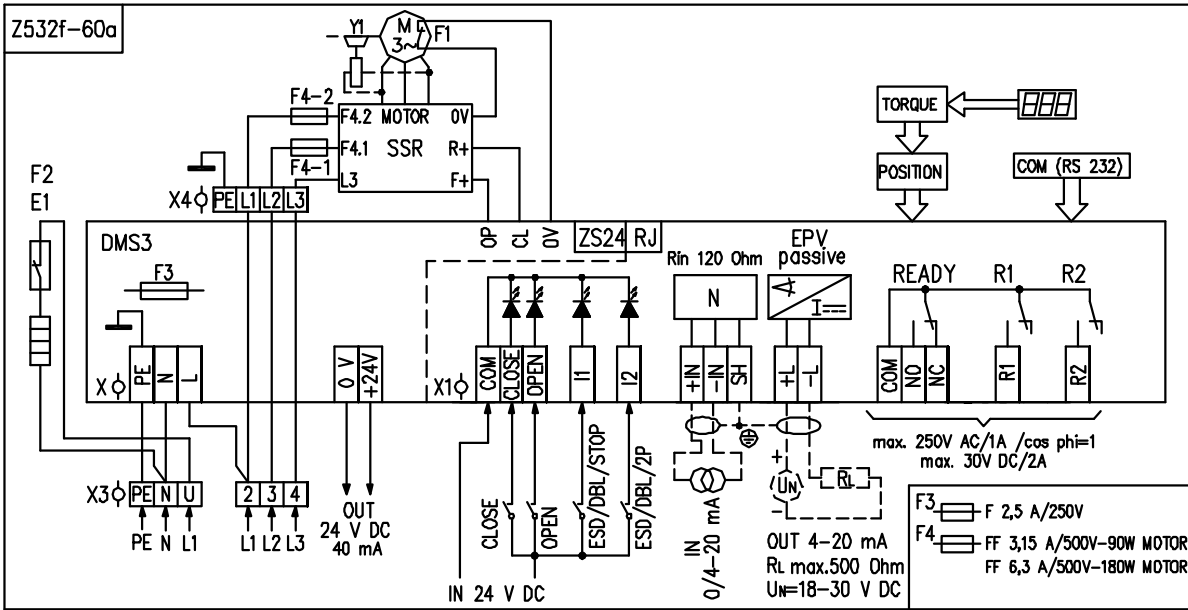 Z532f-60a
Y1
M
3~
F1
F4-2
F4.2 MOTOR 0V
F4.1 SSR R+
F4-1
L3 F+
TORQUE
POSITION
COM (RS 232)
F2
E1
X4 PE L1 L2 L3
DMS3
OP CL 0V
ZS24 RJ
F3
Rin 120 Ohm
N
EPV
passive
I
READY R1 R2
X PE N L
0 V +24V
X1 COM CLOSE OPEN I1 I2
+IN -IN SH
+L -L
COM NO NC R1 R2
max. 250V AC/1A /cos phi=1
max. 30V DC/2A
X3 PE N U
2 3 4
PE N L1
L1 L2 L3
OUT
24 V DC
40 mA
CLOSE
OPEN
ESD/DBL/STOP
ESD/DBL/2P
IN 24 V DC
IN
0/4-20 mA
+
UN
-
RL
OUT 4-20 mA
RL max.500 Ohm
UN=18-30 V DC
F3 F 2,5 A/250V
F4 FF 3,15 A/500V-90W MOTOR
FF 6,3 A/500V-180W MOTOR